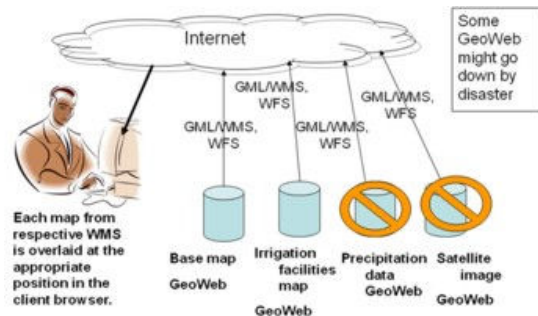 Internet
Some
GeoWeb
might go
down by
disaster
GML/WMS,
WFS
GML/WMS,
WFS
GML/WMS,
WFS
GML/WMS,
WFS
Each map from
respective WMS
is overlaid at the
appropriate
position in the
client browser.
Base map
GeoWeb
Irrigation
facilities
map
GeoWeb
Precipitation
data
GeoWeb
Satellite
image
GeoWeb